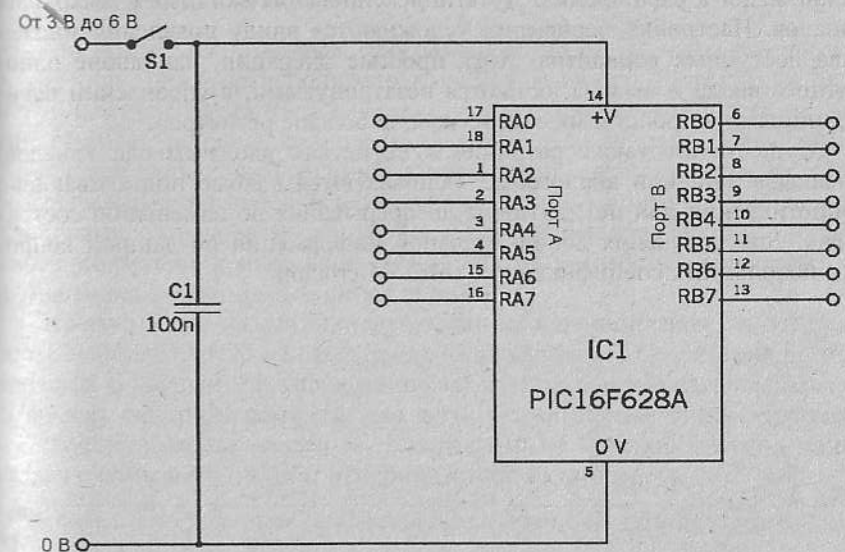 От 3 В до 6 В
S1
14
+V
17 RA0
18 RA1
1 RA2
2 RA3
3 RA4
4 RA5
15 RA6
16 RA7
Порт A
Порт B
RB0 6
RB1 7
RB2 8
RB3 9
RB4 10
RB5 11
RB6 12
RB7 13
C1
100n
IC1
PIC16F628A
0 V
5
0 В